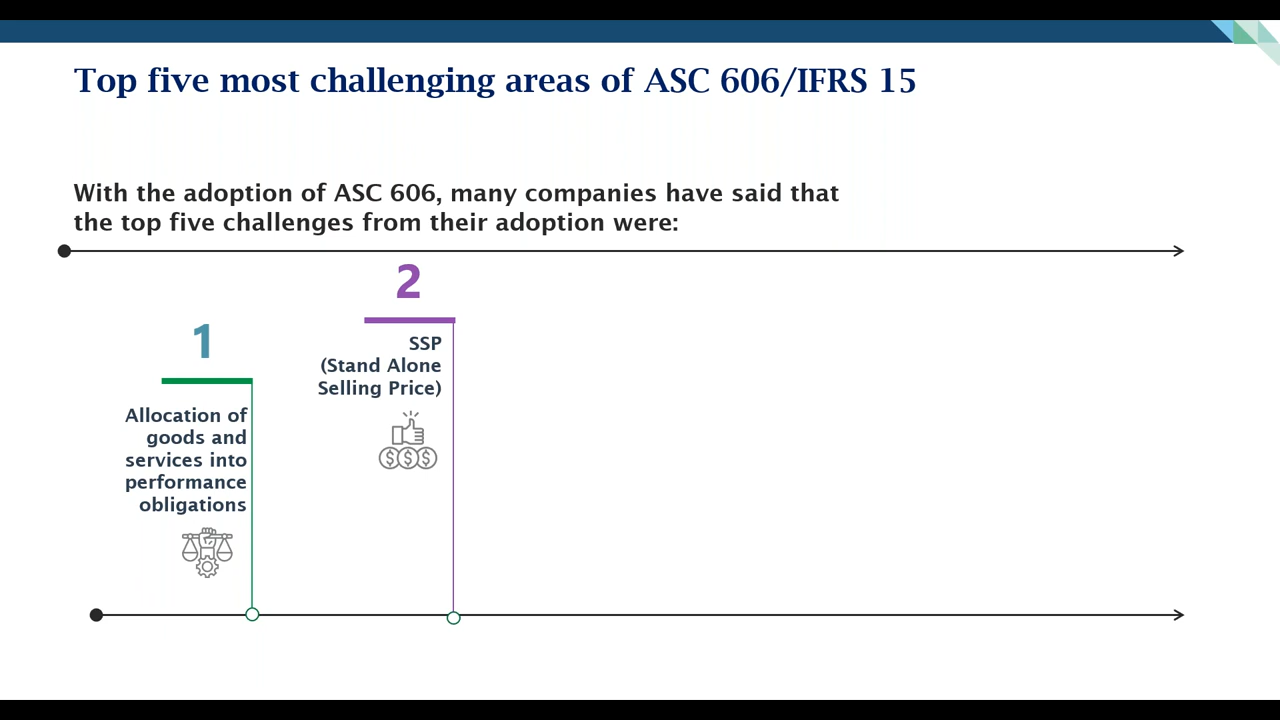 Top five most challenging areas of ASC 606/IFRS 15
With the adoption of ASC 606, many companies have said that
the top five challenges from their adoption were:
1
Allocation of
goods and
services into
performance
obligations
2
SSP
(Stand Alone
Selling Price)
$ $ $